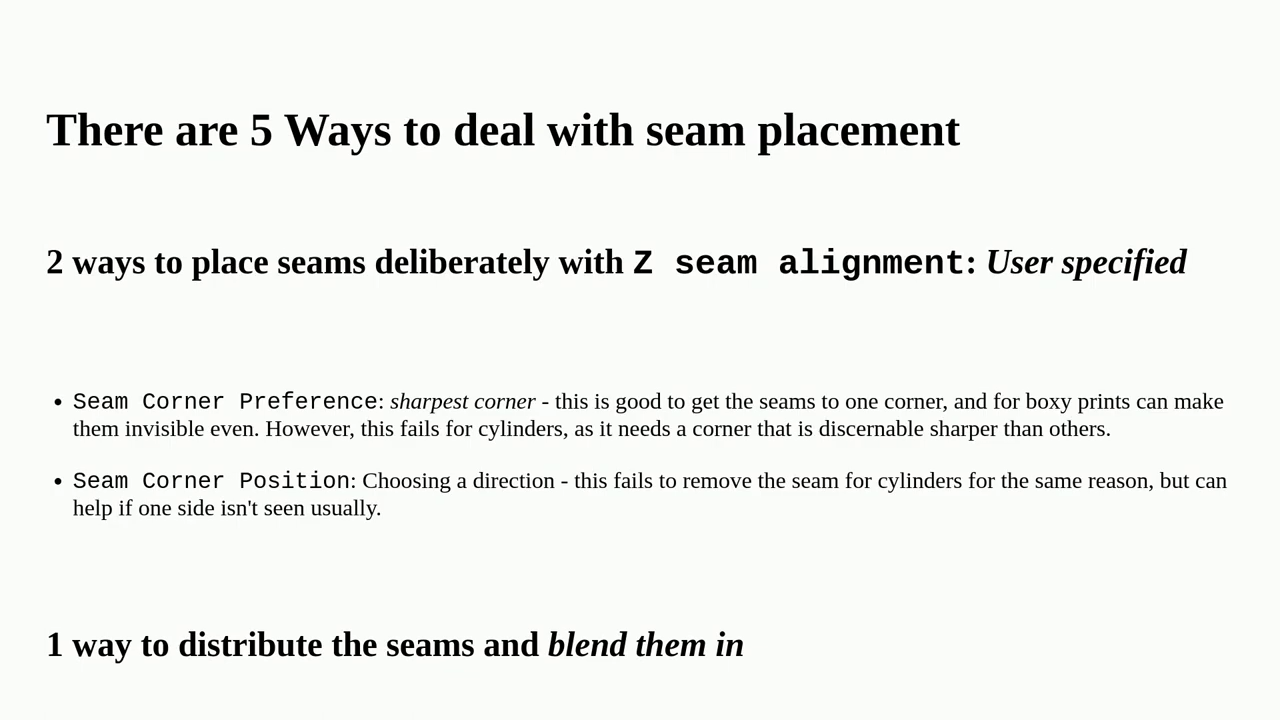 There are 5 Ways to deal with seam placement
2 ways to place seams deliberately with Z seam alignment: User specified
• Seam Corner Preference: sharpest corner - this is good to get the seams to one corner, and for boxy prints can make
them invisible even. However, this fails for cylinders, as it needs a corner that is discernable sharper than others.
• Seam Corner Position: Choosing a direction - this fails to remove the seam for cylinders for the same reason, but can
help if one side isn't seen usually.
1 way to distribute the seams and blend them in